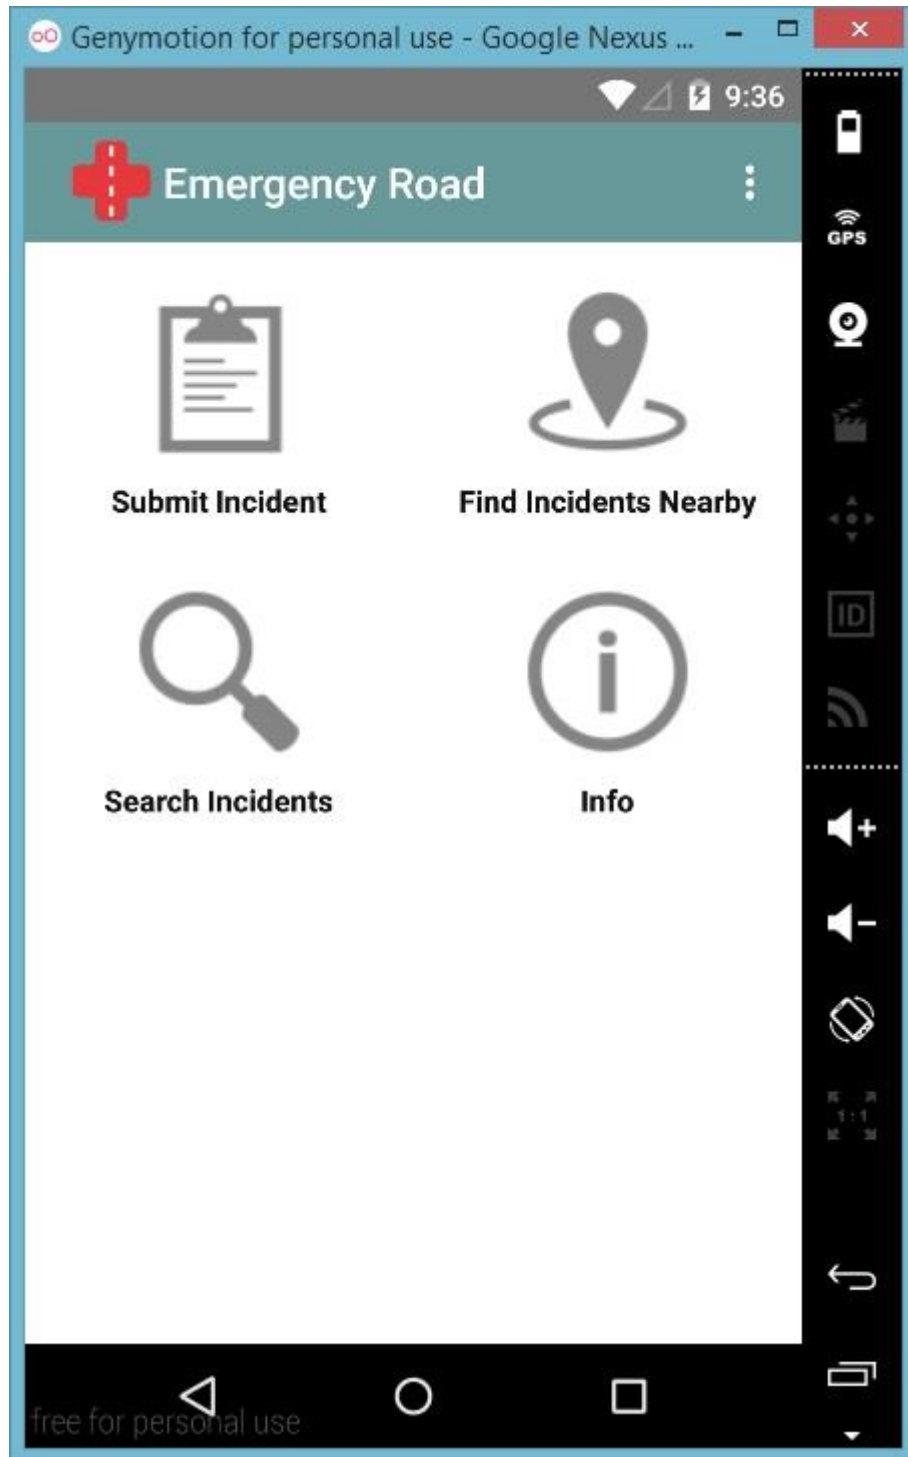 Genymotion for personal use - Google Nexus ...
9:36
Emergency Road
GPS
Submit Incident
Find Incidents Nearby
ID
Search Incidents
Info
1:1
free for personal use